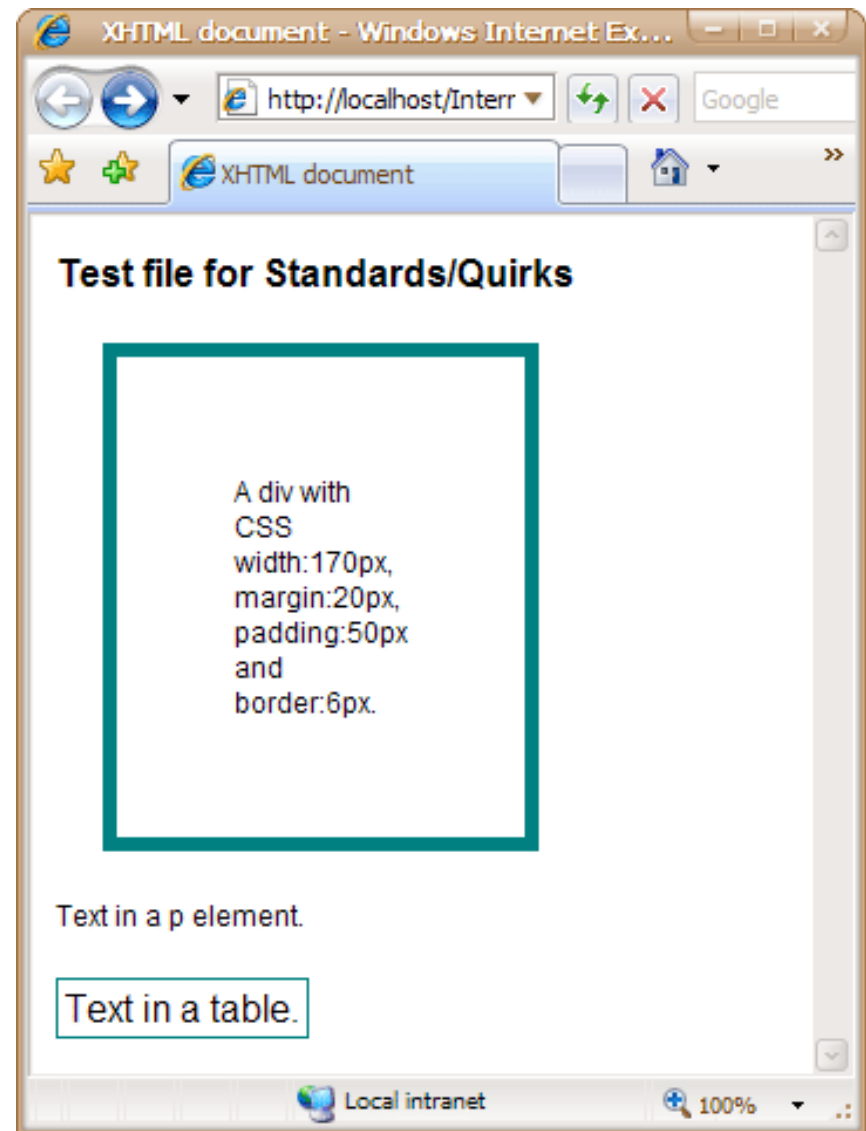 XHTML document - Windows Internet Ex...
http://localhost/Interr
Google
XHTML document
Test file for Standards/Quirks
A div with
CSS
width:170px,
margin:20px,
padding:50px
and
border:6px.
Text in a p element.
Text in a table.
Local intranet
100%